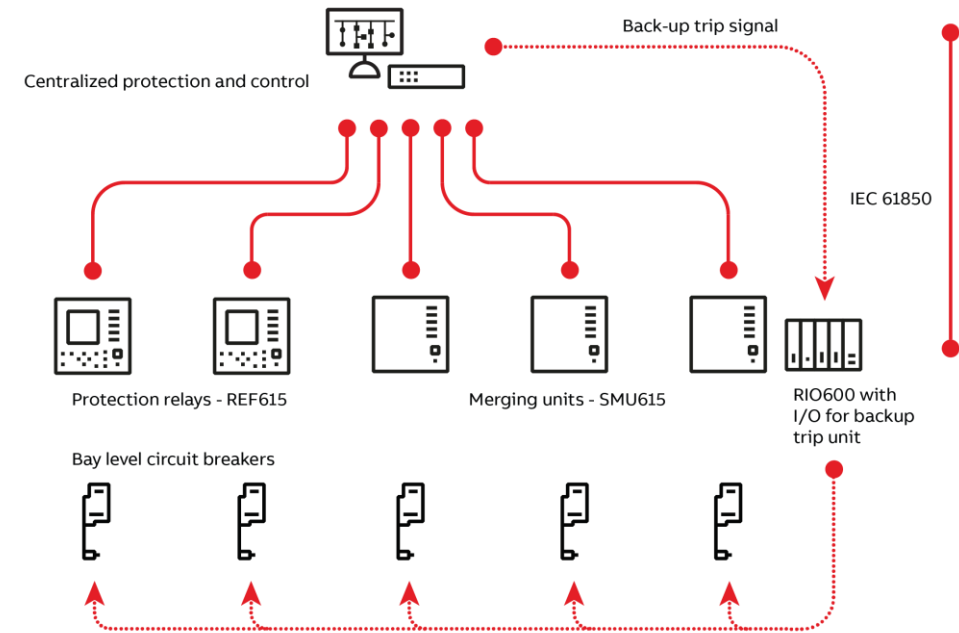 Back-up trip signal
Centralized protection and control
IEC 61850
Protection relays - REF615
Merging units - SMU615
RIO600 with
I/O for backup
trip unit
Bay level circuit breakers